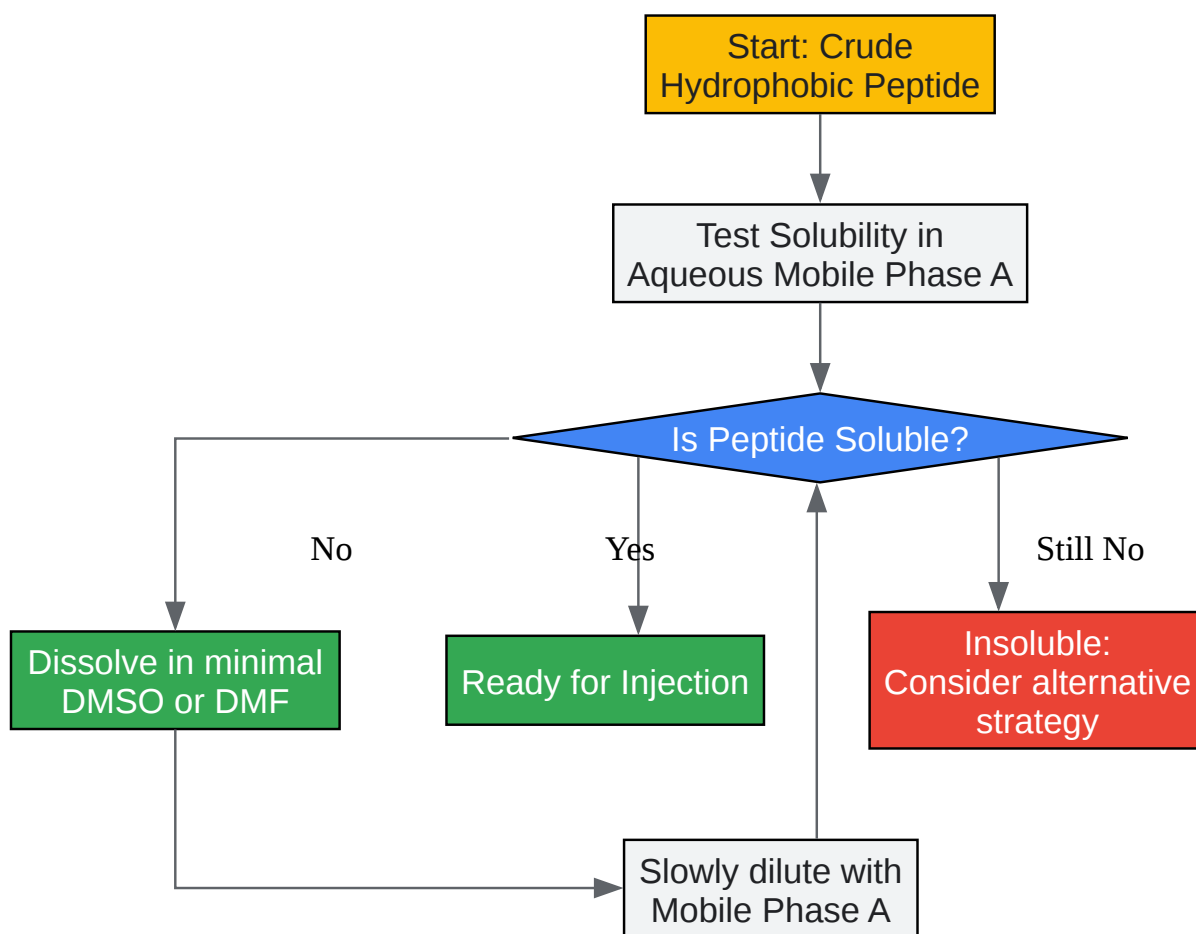 Start: Crude
Hydrophobic Peptide
Test Solubility in
Aqueous Mobile Phase A
Is Peptide Soluble?
No
Yes
Still No
Dissolve in minimal
DMSO or DMF
Ready for Injection
Insoluble:
Consider alternative
strategy
Slowly dilute with
Mobile Phase A